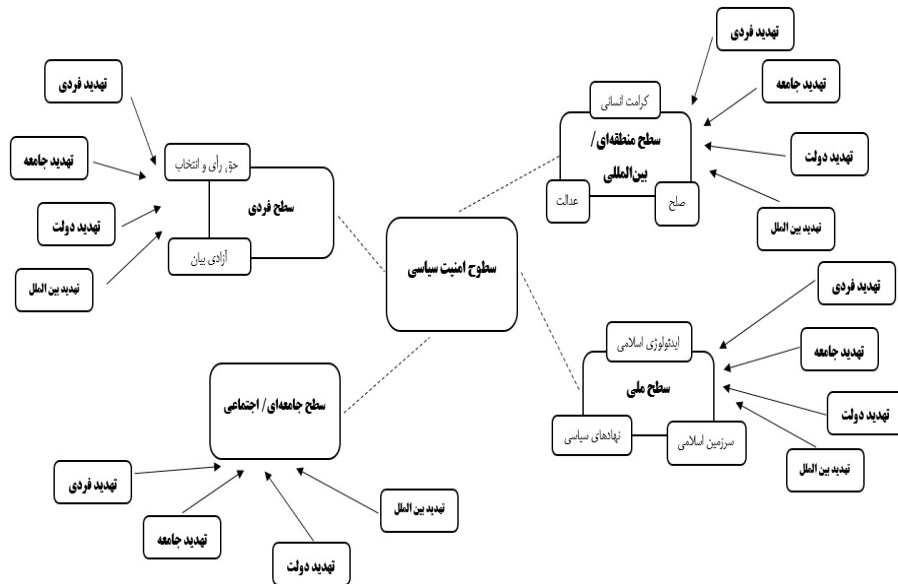 تهدید فردی
کرامت انسانی
تهدید جامعه
سطح منطقه‌ای/
بین‌المللی
تهدید دولت
عدالت
صلح
تهدید بین الملل
تهدید فردی
حق رأی و انتخاب
تهدید جامعه
سطح فردی
تهدید دولت
آزادی بیان
تهدید بین الملل
سطوح امنیت سیاسی
تهدید فردی
ایدئولوژی اسلامی
تهدید جامعه
سطح ملی
تهدید دولت
سرزمین اسلامی
نهادهای سیاسی
تهدید بین الملل
سطح جامعه‌ای/ اجتماعی
تهدید فردی
تهدید جامعه
تهدید دولت
تهدید بین الملل